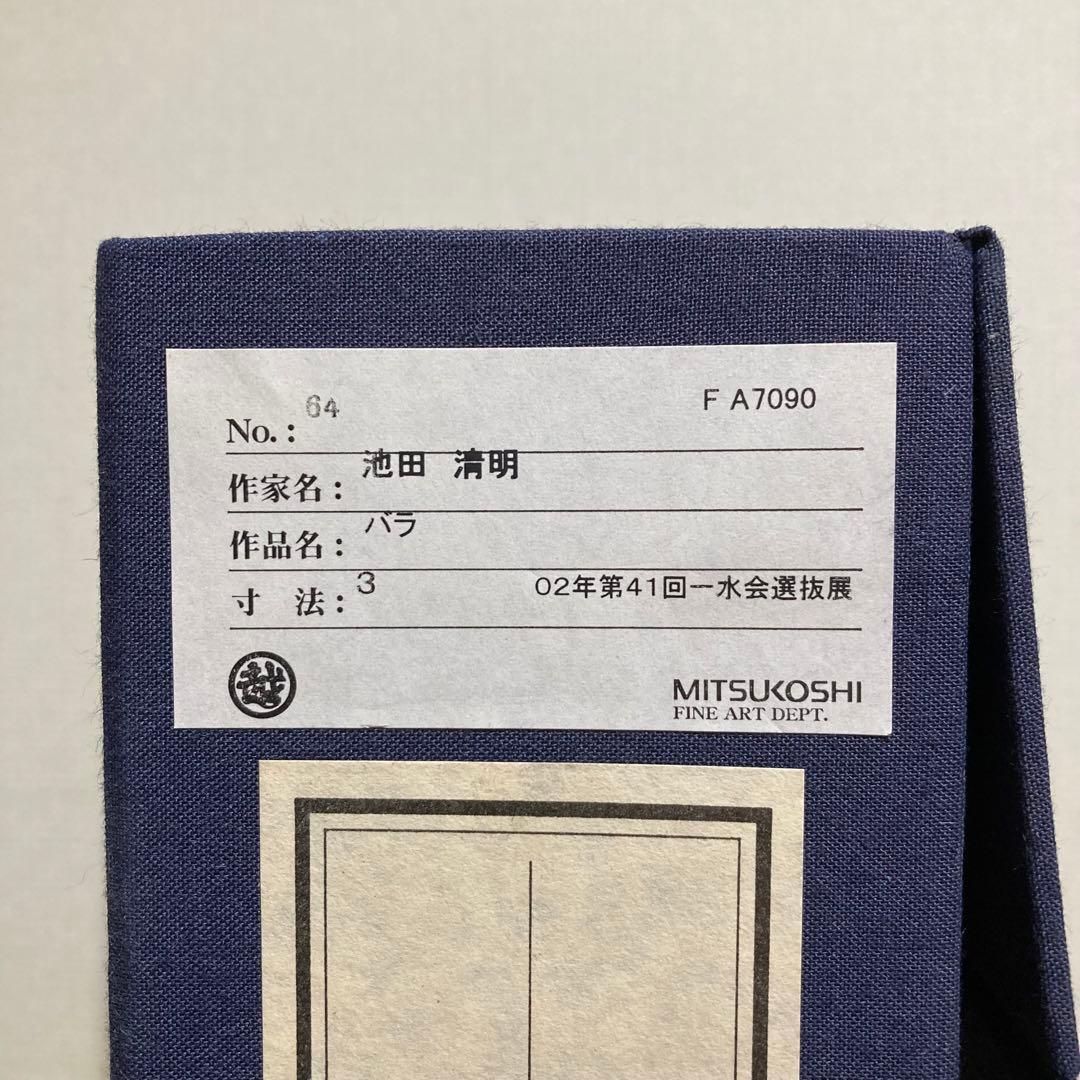 No.: 64 F A7090
作家名: 池田 清明
作品名: バラ
寸 法: 3 02年第41回一水会選抜展
越
MITSUKOSHI
FINE ART DEPT.